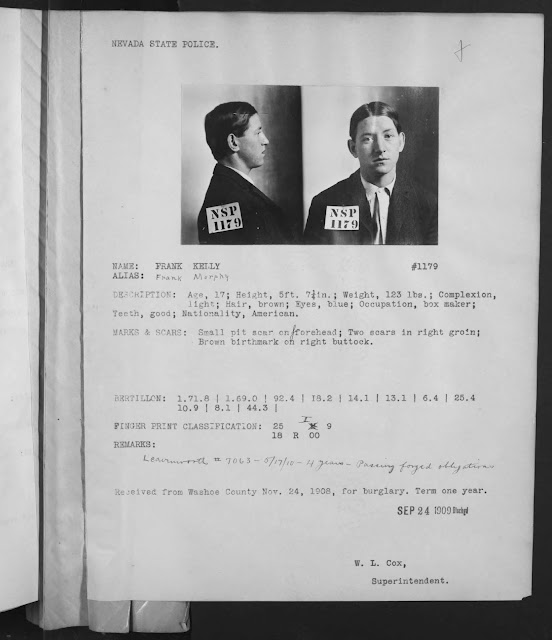 NEVADA STATE POLICE.
NSP
1179
NSP
1179
NAME: FRANK KELLY #1179
ALIAS: Frank Murphy
DESCRIPTION: Age, 17; Height, 5ft. 7¼in.; Weight, 123 lbs.; Complexion,
light; Hair, brown; Eyes, blue; Occupation, box maker;
Teeth, good; Nationality, American.
MARKS & SCARS: Small pit scar on forehead; Two scars in right groin;
Brown birthmark on right buttock.
BERTILLON: 1.71.8 | 1.69.0 | 92.4 | 18.2 | 14.1 | 13.1 | 6.4 | 25.4
10.9 | 8.1 | 44.3 |
FINGER PRINT CLASSIFICATION: 25 I 9
18 R 00
REMARKS:
Leavenworth # 7063 - 5/17/10 - 4 years - Passing forged obligations
Received from Washoe County Nov. 24, 1908, for burglary. Term one year.
SEP 24 1909 Dischgd
W. L. Cox,
Superintendent.